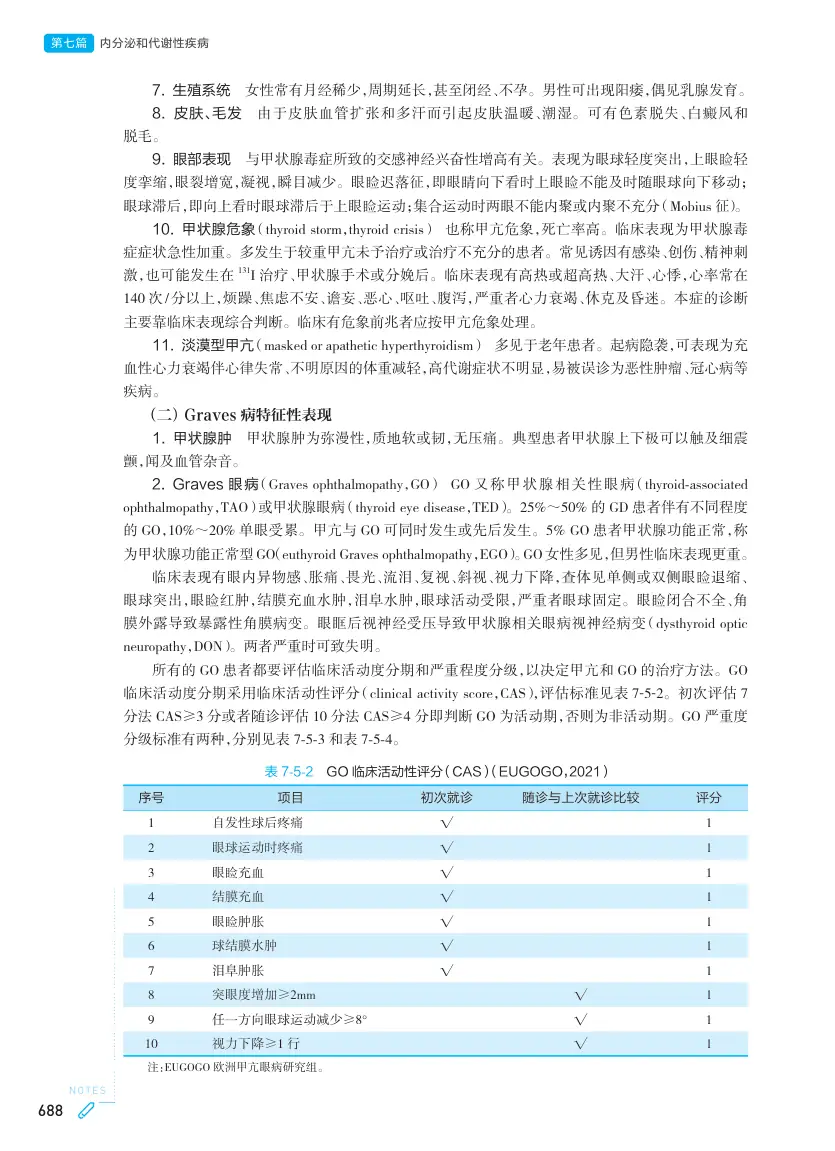 第七篇 内分泌和代谢性疾病
7. 生殖系统 女性常有月经稀少,周期延长,甚至闭经、不孕。男性可出现阳痿,偶见乳腺发育。
8. 皮肤、毛发 由于皮肤血管扩张和多汗而引起皮肤温暖、潮湿。可有色素脱失、白癜风和
脱毛。
9. 眼部表现 与甲状腺毒症所致的交感神经兴奋性增高有关。表现为眼球轻度突出,上眼睑轻
度挛缩,眼裂增宽,凝视,瞬目减少。眼睑迟落征,即眼睛向下看时上眼睑不能及时随眼球向下移动;
眼球滞后,即向上看时眼球滞后于上眼睑运动;集合运动时两眼不能内聚或内聚不充分(Mobius 征)。
10. 甲状腺危象(thyroid storm,thyroid crisis) 也称甲亢危象,死亡率高。临床表现为甲状腺毒
症症状急性加重。多发生于较重甲亢未予治疗或治疗不充分的患者。常见诱因有感染、创伤、精神刺
激,也可能发生在 ¹³¹I 治疗、甲状腺手术或分娩后。临床表现有高热或超高热、大汗、心悸,心率常在
140 次/分以上,烦躁、焦虑不安、谵妄、恶心、呕吐、腹泻,严重者心力衰竭、休克及昏迷。本症的诊断
主要靠临床表现综合判断。临床有危象前兆者应按甲亢危象处理。
11. 淡漠型甲亢(masked or apathetic hyperthyroidism) 多见于老年患者。起病隐袭,可表现为充
血性心力衰竭伴心律失常、不明原因的体重减轻,高代谢症状不明显,易被误诊为恶性肿瘤、冠心病等
疾病。
(二) Graves 病特征性表现
1. 甲状腺肿 甲状腺肿为弥漫性,质地软或韧,无压痛。典型患者甲状腺上下极可以触及细震
颤,闻及血管杂音。
2. Graves 眼病(Graves ophthalmopathy,GO) GO 又称甲状腺相关性眼病(thyroid-associated
ophthalmopathy,TAO)或甲状腺眼病(thyroid eye disease,TED)。25%~50% 的 GD 患者伴有不同程度
的 GO,10%~20% 单眼受累。甲亢与 GO 可同时发生或先后发生。5% GO 患者甲状腺功能正常,称
为甲状腺功能正常型 GO(euthyroid Graves ophthalmopathy,EGO)。GO 女性多见,但男性临床表现更重。
临床表现有眼内异物感、胀痛、畏光、流泪、复视、斜视、视力下降,查体见单侧或双侧眼睑退缩、
眼球突出,眼睑红肿,结膜充血水肿,泪阜水肿,眼球活动受限,严重者眼球固定。眼睑闭合不全、角
膜外露导致暴露性角膜病变。眼眶后视神经受压导致甲状腺相关眼病视神经病变(dysthyroid optic
neuropathy,DON)。两者严重时可致失明。
所有的 GO 患者都要评估临床活动度分期和严重程度分级,以决定甲亢和 GO 的治疗方法。GO
临床活动度分期采用临床活动性评分(clinical activity score,CAS),评估标准见表 7-5-2。初次评估 7
分法 CAS≥3 分或者随诊评估 10 分法 CAS≥4 分即判断 GO 为活动期,否则为非活动期。GO 严重度
分级标准有两种,分别见表 7-5-3 和表 7-5-4。
表 7-5-2 GO 临床活动性评分(CAS)(EUGOGO,2021)
序号 项目 初次就诊 随诊与上次就诊比较 评分
1 自发性球后疼痛 √ 1
2 眼球运动时疼痛 √ 1
3 眼睑充血 √ 1
4 结膜充血 √ 1
5 眼睑肿胀 √ 1
6 球结膜水肿 √ 1
7 泪阜肿胀 √ 1
8 突眼度增加≥2mm √ 1
9 任一方向眼球运动减少≥8° √ 1
10 视力下降≥1 行 √ 1
注:EUGOGO 欧洲甲亢眼病研究组。
NOTES
688